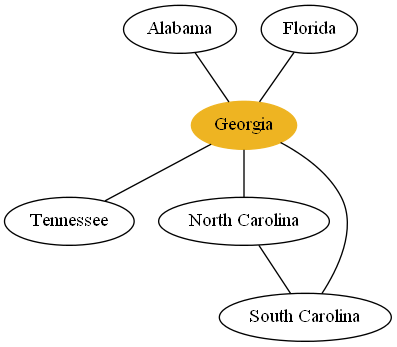 Alabama
Florida
Georgia
Tennessee
North Carolina
South Carolina